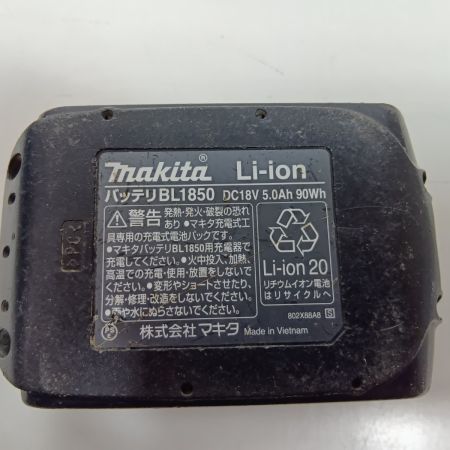 makita® Li-ion
バッテリBL1850 DC18V 5.0Ah 90Wh
警告 発熱・発火・破裂の恐れ
あり ●マキタ充電式工
具専用の充電式電池パックです。
●マキタバッテリBL1850用充電器で
充電してください。●火中投入、加熱、
高温での充電・使用・放置をしないで
ください。●変形やショートさせたり、
分解・修理・改造をしないでください。
●雨や水にぬらさないでください。
Li-ion 20
リチウムイオン電池
はリサイクルへ
802X88A8 S
株式会社マキタ Made in Vietnam